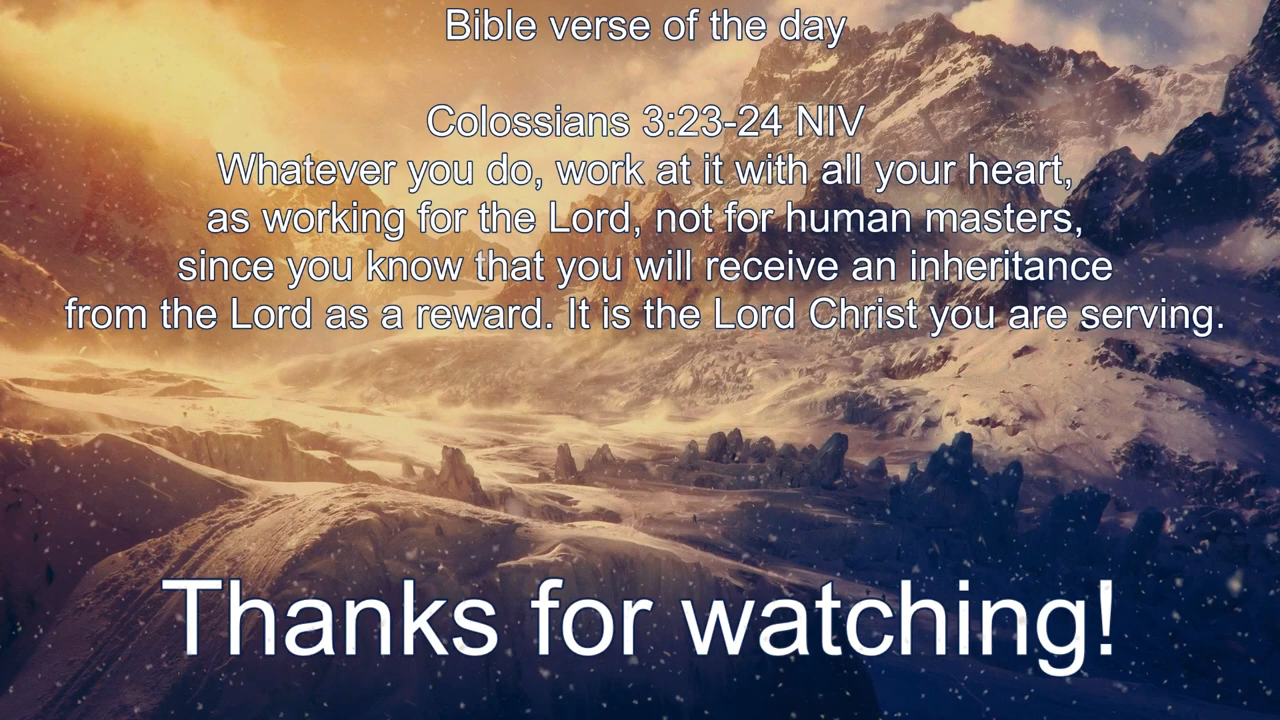 Bible verse of the day
Colossians 3:23-24 NIV
Whatever you do, work at it with all your heart,
as working for the Lord, not for human masters,
since you know that you will receive an inheritance
from the Lord as a reward. It is the Lord Christ you are serving.
Thanks for watching!